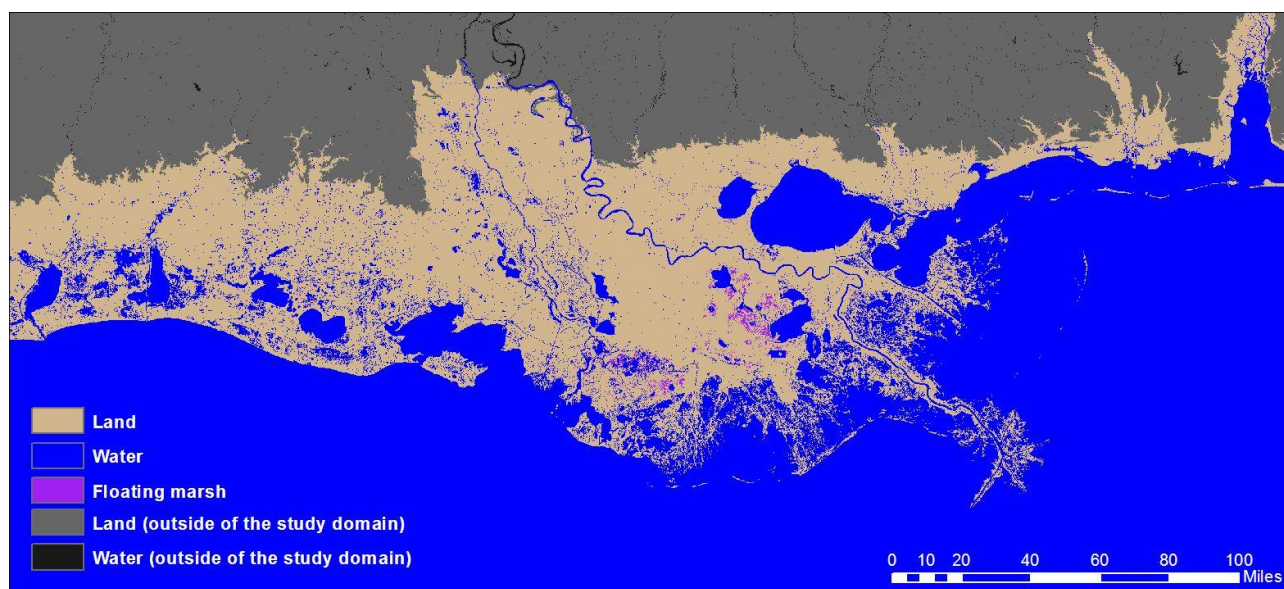 Land
Water
Floating marsh
Land (outside of the study domain)
Water (outside of the study domain)
0 10 20 40 60 80 100
Miles